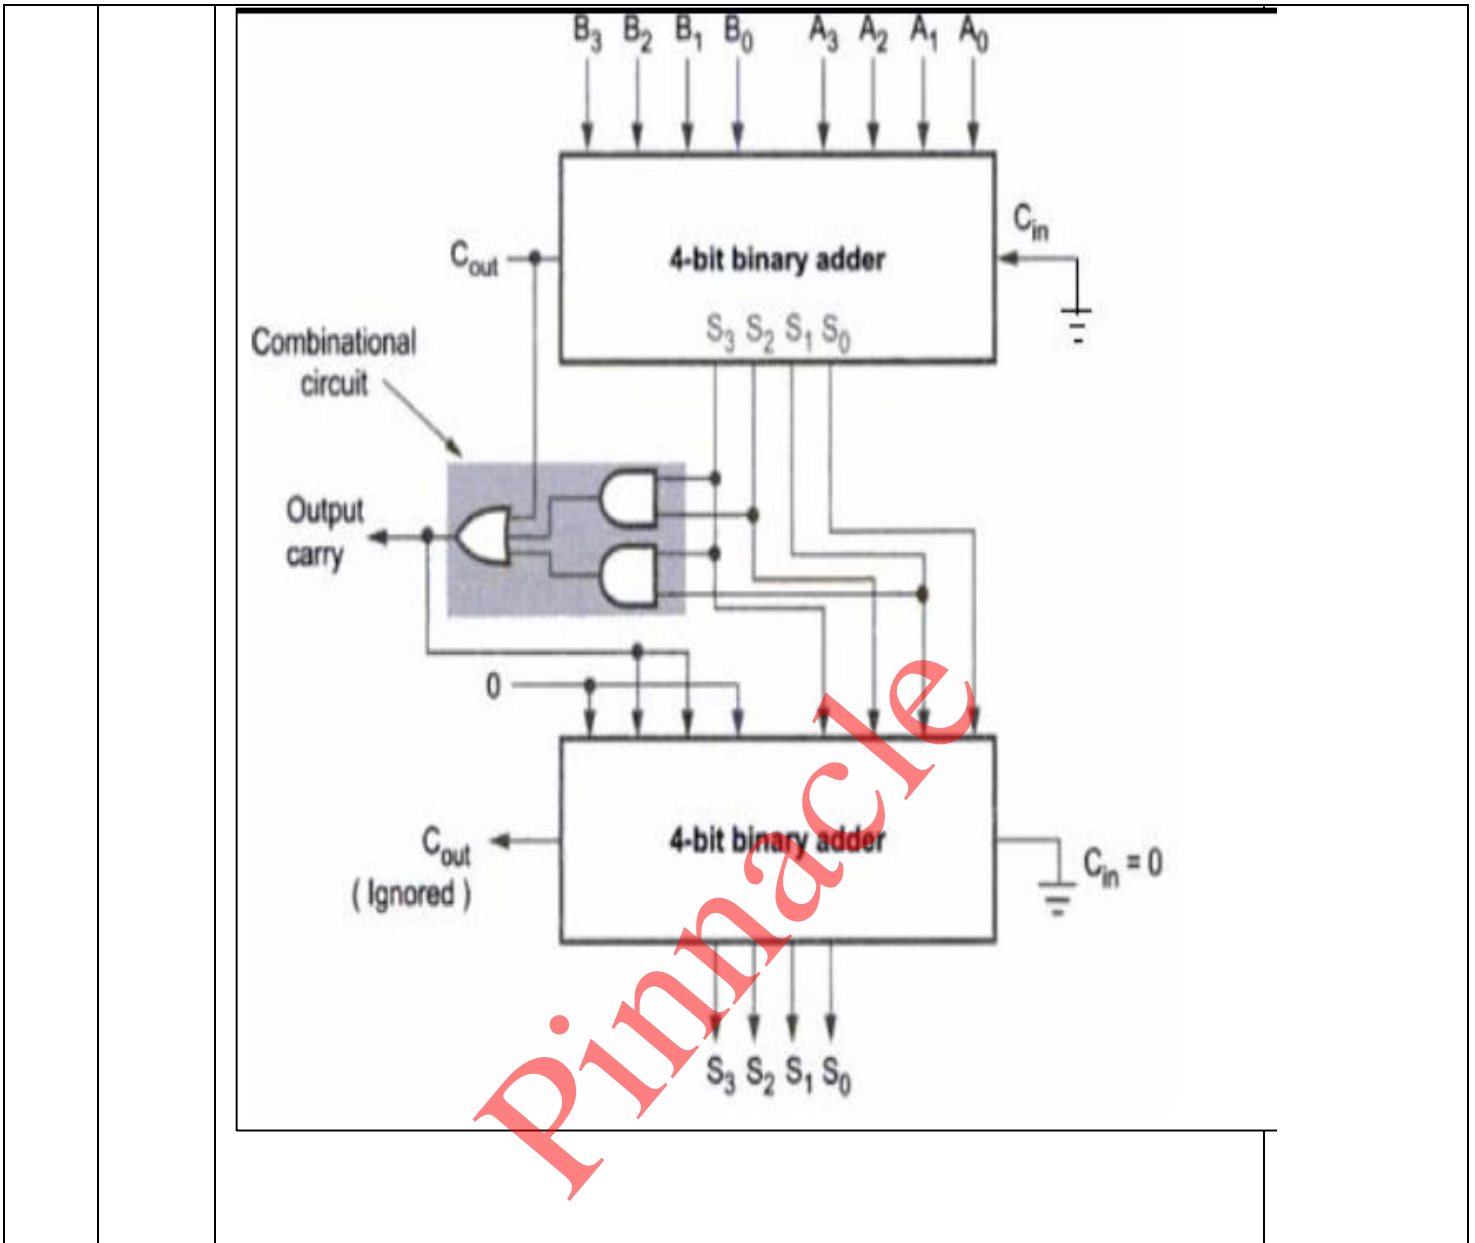 B3 B2 B1 B0 A3 A2 A1 A0
Cin
Cout
4-bit binary adder
S3 S2 S1 S0
Combinational
circuit
Output
carry
0
Cout
( Ignored )
4-bit binary adder
Cin = 0
S3 S2 S1 S0
Pinnacle